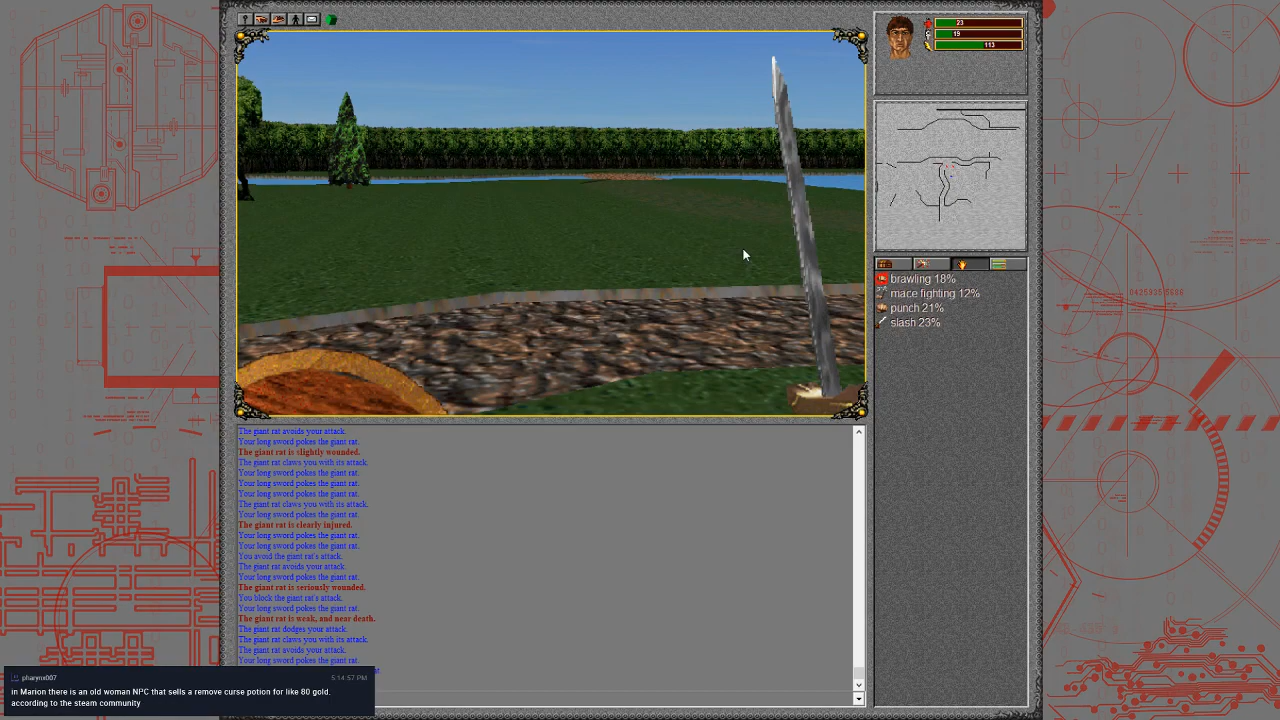 23
19
113
brawling 18%
mace fighting 12%
punch 21%
slash 23%
The giant rat avoids your attack.
Your long sword pokes the giant rat.
The giant rat is slightly wounded.
The giant rat claws you with its attack.
Your long sword pokes the giant rat.
Your long sword pokes the giant rat.
Your long sword pokes the giant rat.
The giant rat claws you with its attack.
Your long sword pokes the giant rat.
The giant rat is clearly injured.
Your long sword pokes the giant rat.
Your long sword pokes the giant rat.
You avoid the giant rat's attack.
The giant rat avoids your attack.
Your long sword pokes the giant rat.
The giant rat is seriously wounded.
You block the giant rat's attack.
Your long sword pokes the giant rat.
The giant rat is weak, and near death.
The giant rat dodges your attack.
The giant rat claws you with its attack.
The giant rat avoids your attack.
Your long sword pokes the giant rat.
pharynx007
5:14:57 PM
in Marion there is an old woman NPC that sells a remove curse potion for like 80 gold.
according to the steam community